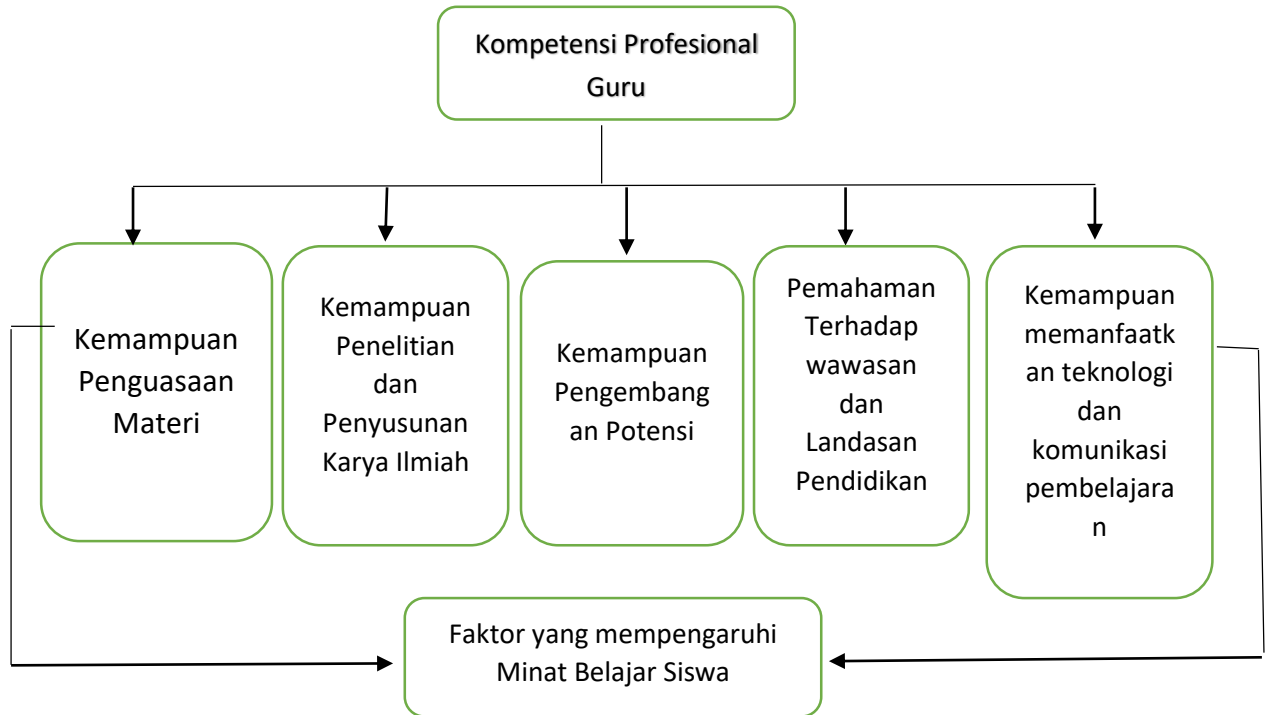 Kompetensi Profesional
Guru
Kemampuan
Penguasaan
Materi
Kemampuan
Penelitian
dan
Penyusunan
Karya Ilmiah
Kemampuan
Pengembang
an Potensi
Pemahaman
Terhadap
wawasan
dan
Landasan
Pendidikan
Kemampuan
memanfaatk
an teknologi
dan
komunikasi
pembelajara
n
Faktor yang mempengaruhi
Minat Belajar Siswa